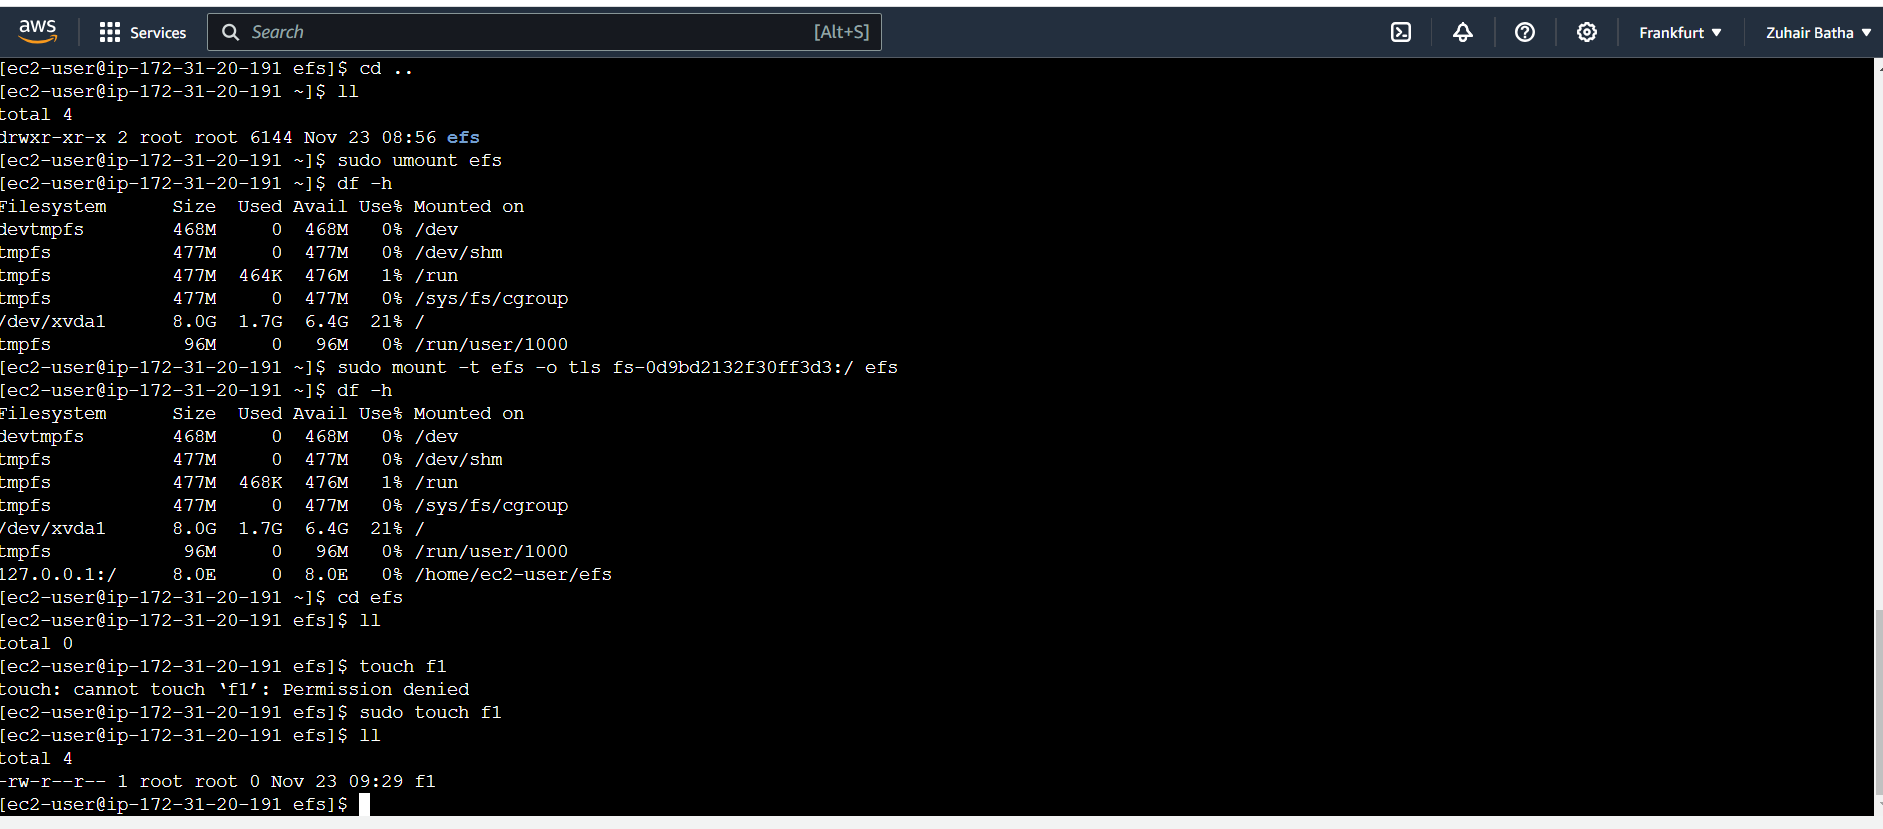 aws Services Search [Alt+S] Frankfurt ▼ Zuhair Batha ▼
[ec2-user@ip-172-31-20-191 efs]$ cd ..
[ec2-user@ip-172-31-20-191 ~]$ ll
total 4
drwxr-xr-x 2 root root 6144 Nov 23 08:56 efs
[ec2-user@ip-172-31-20-191 ~]$ sudo umount efs
[ec2-user@ip-172-31-20-191 ~]$ df -h
Filesystem      Size  Used Avail Use% Mounted on
devtmpfs        468M     0  468M   0% /dev
tmpfs           477M     0  477M   0% /dev/shm
tmpfs           477M  464K  476M   1% /run
tmpfs           477M     0  477M   0% /sys/fs/cgroup
/dev/xvda1      8.0G  1.7G  6.4G  21% /
tmpfs            96M     0   96M   0% /run/user/1000
[ec2-user@ip-172-31-20-191 ~]$ sudo mount -t efs -o tls fs-0d9bd2132f30ff3d3:/ efs
[ec2-user@ip-172-31-20-191 ~]$ df -h
Filesystem      Size  Used Avail Use% Mounted on
devtmpfs        468M     0  468M   0% /dev
tmpfs           477M     0  477M   0% /dev/shm
tmpfs           477M  468K  476M   1% /run
tmpfs           477M     0  477M   0% /sys/fs/cgroup
/dev/xvda1      8.0G  1.7G  6.4G  21% /
tmpfs            96M     0   96M   0% /run/user/1000
127.0.0.1:/     8.0E     0  8.0E   0% /home/ec2-user/efs
[ec2-user@ip-172-31-20-191 ~]$ cd efs
[ec2-user@ip-172-31-20-191 efs]$ ll
total 0
[ec2-user@ip-172-31-20-191 efs]$ touch f1
touch: cannot touch ‘f1’: Permission denied
[ec2-user@ip-172-31-20-191 efs]$ sudo touch f1
[ec2-user@ip-172-31-20-191 efs]$ ll
total 4
-rw-r--r-- 1 root root 0 Nov 23 09:29 f1
[ec2-user@ip-172-31-20-191 efs]$